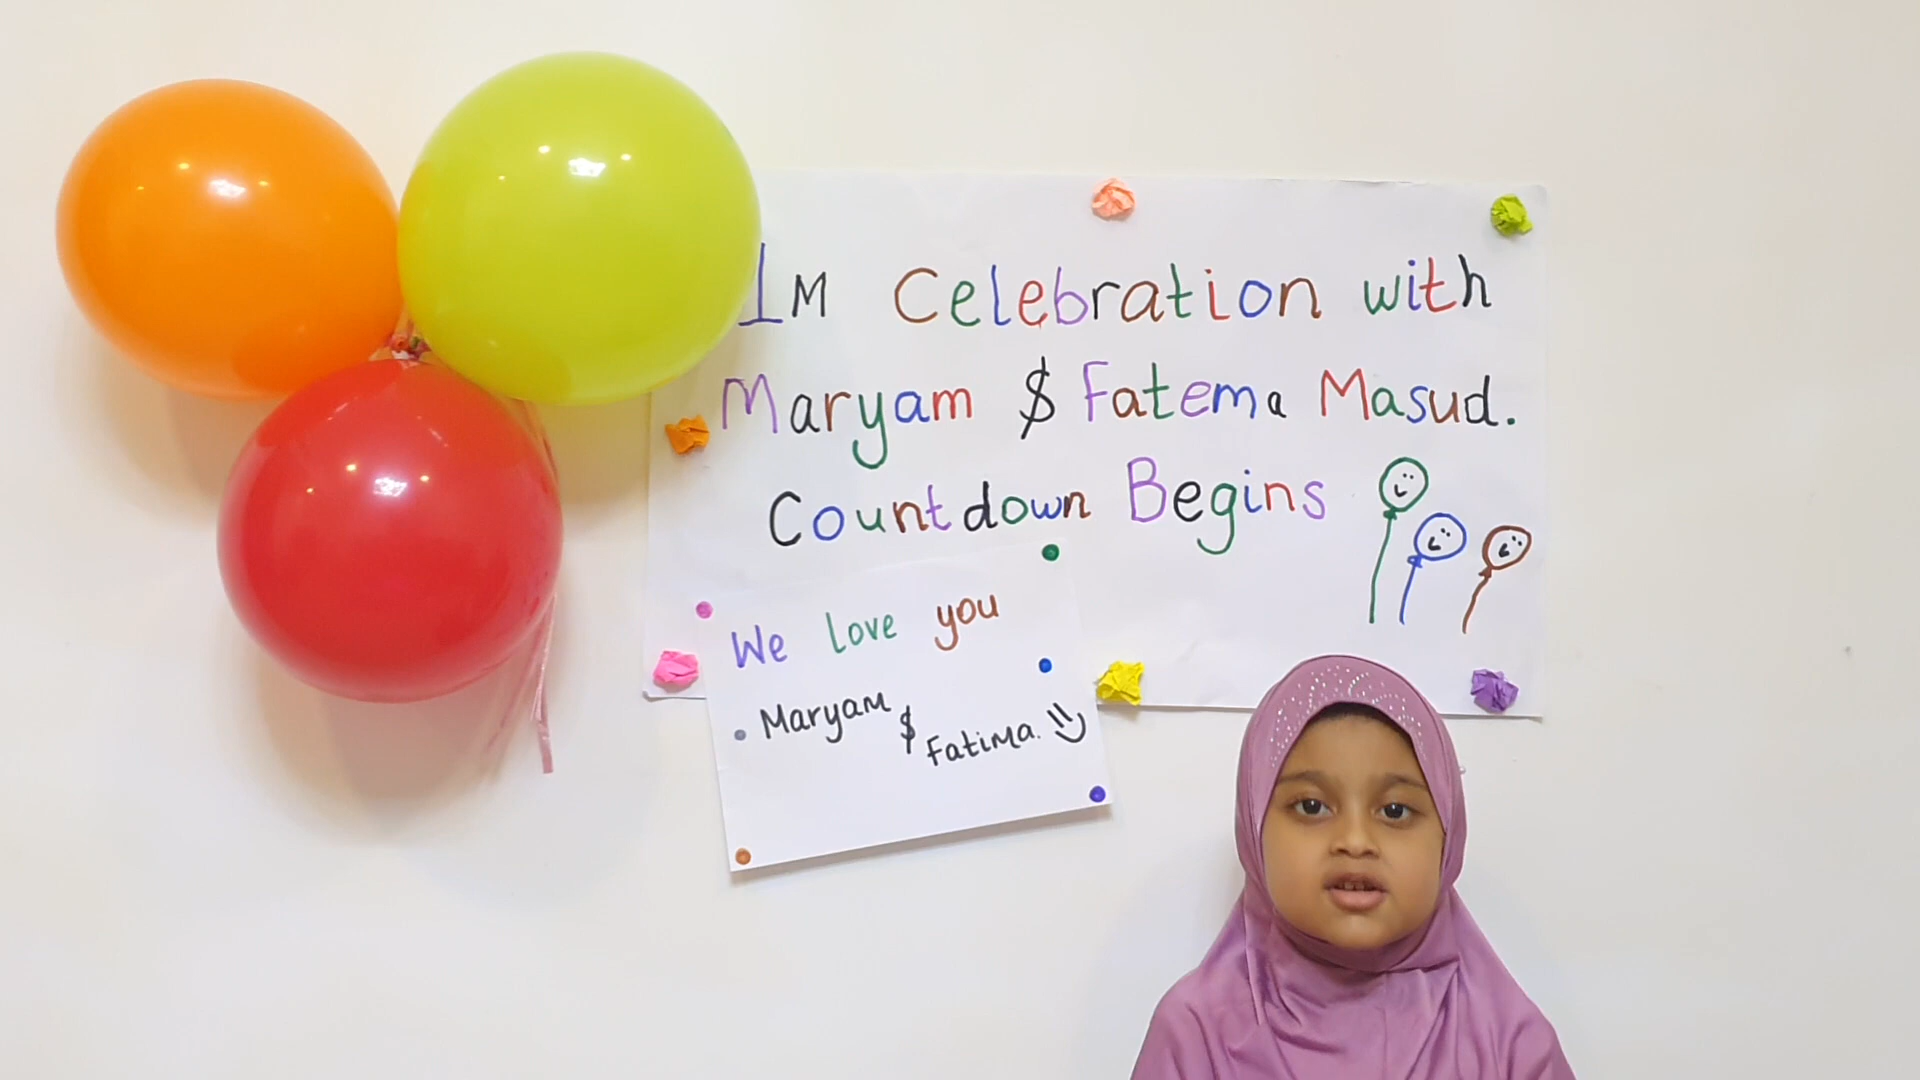 1M Celebration with
Maryam & Fatema Masud.
Countdown Begins
We love you
Maryam & Fatima.